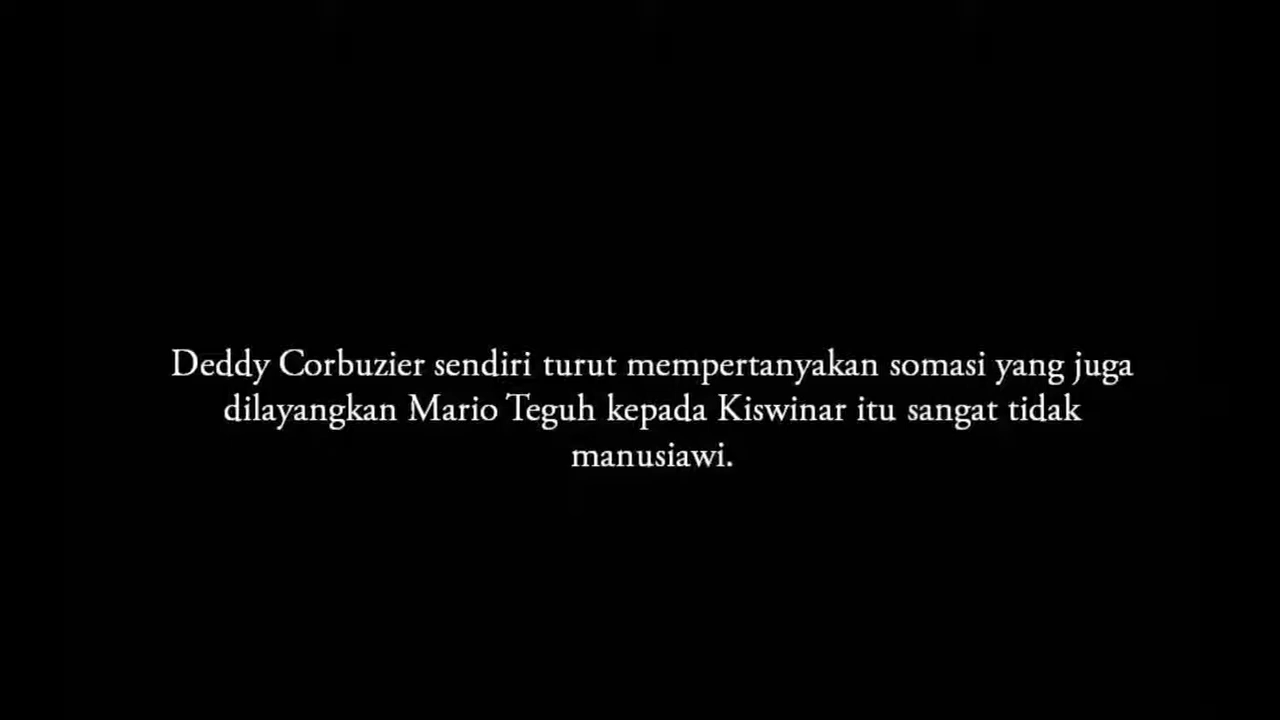 Deddy Corbuzier sendiri turut mempertanyakan somasi yang juga
dilayangkan Mario Teguh kepada Kiswinar itu sangat tidak
manusiawi.